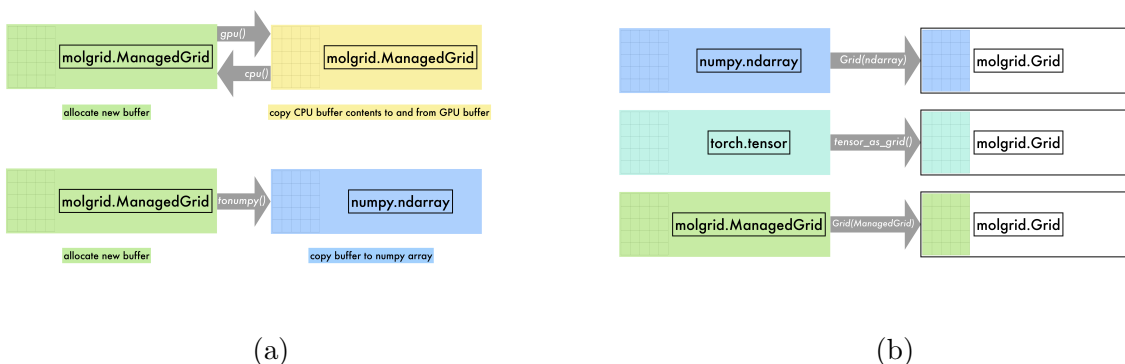 gpu()
molgrid.ManagedGrid
molgrid.ManagedGrid
cpu()
allocate new buffer
copy CPU buffer contents to and from GPU buffer
molgrid.ManagedGrid
tonumpy()
numpy.ndarray
allocate new buffer
copy buffer to numpy array
(a)
numpy.ndarray
Grid(ndarray)
molgrid.Grid
torch.tensor
tensor_as_grid()
molgrid.Grid
molgrid.ManagedGrid
Grid(ManagedGrid)
molgrid.Grid
(b)